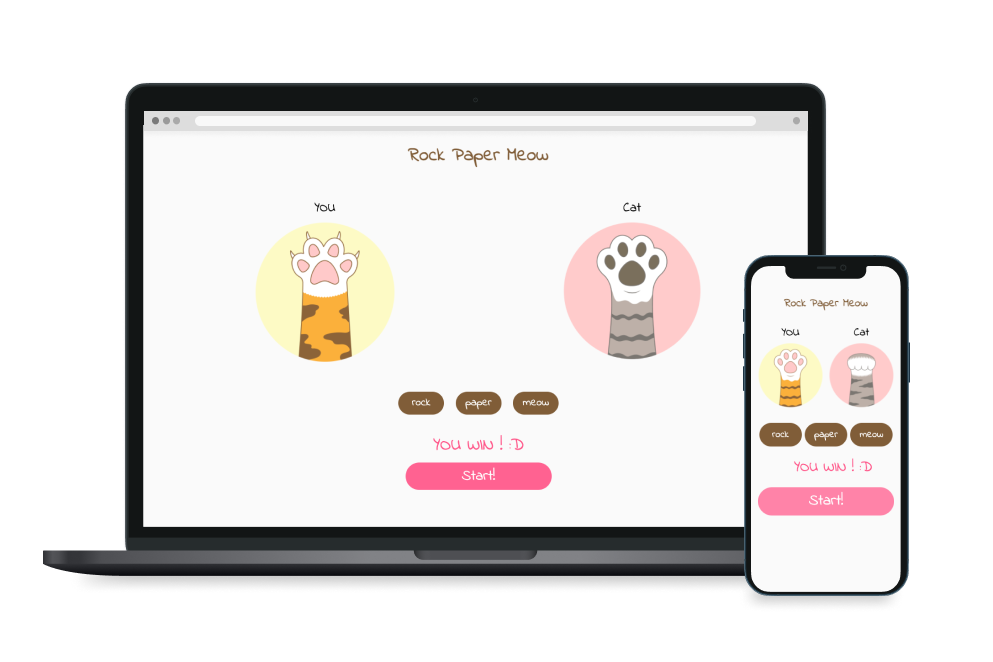 Rock Paper Meow
You
Cat
rock
paper
meow
YOU WIN ! :D
Start!
Rock Paper Meow
You
Cat
rock
paper
meow
YOU WIN ! :D
Start!